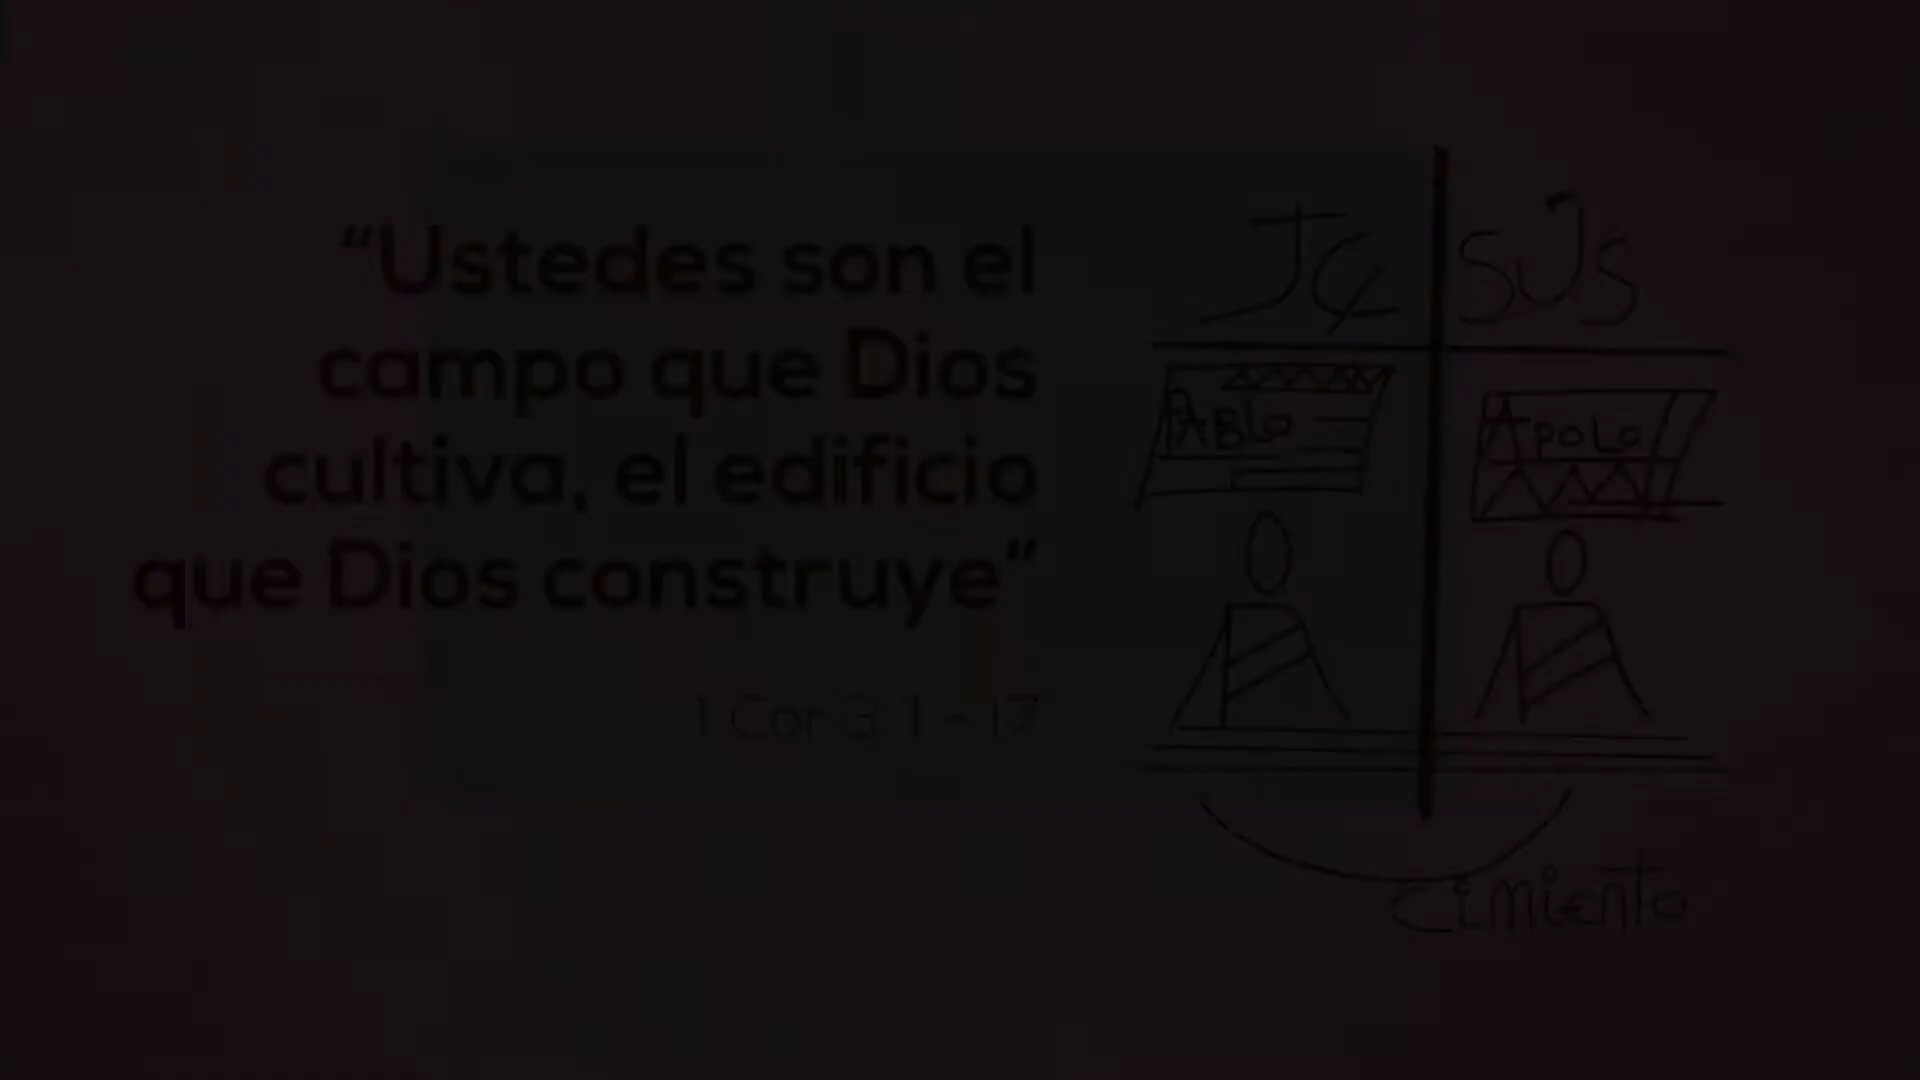 “Ustedes son el
campo que Dios
cultiva, el edificio
que Dios construye”
1 Cor 3.1 - 17
Je sús
PABLO
APOLO
cimiento